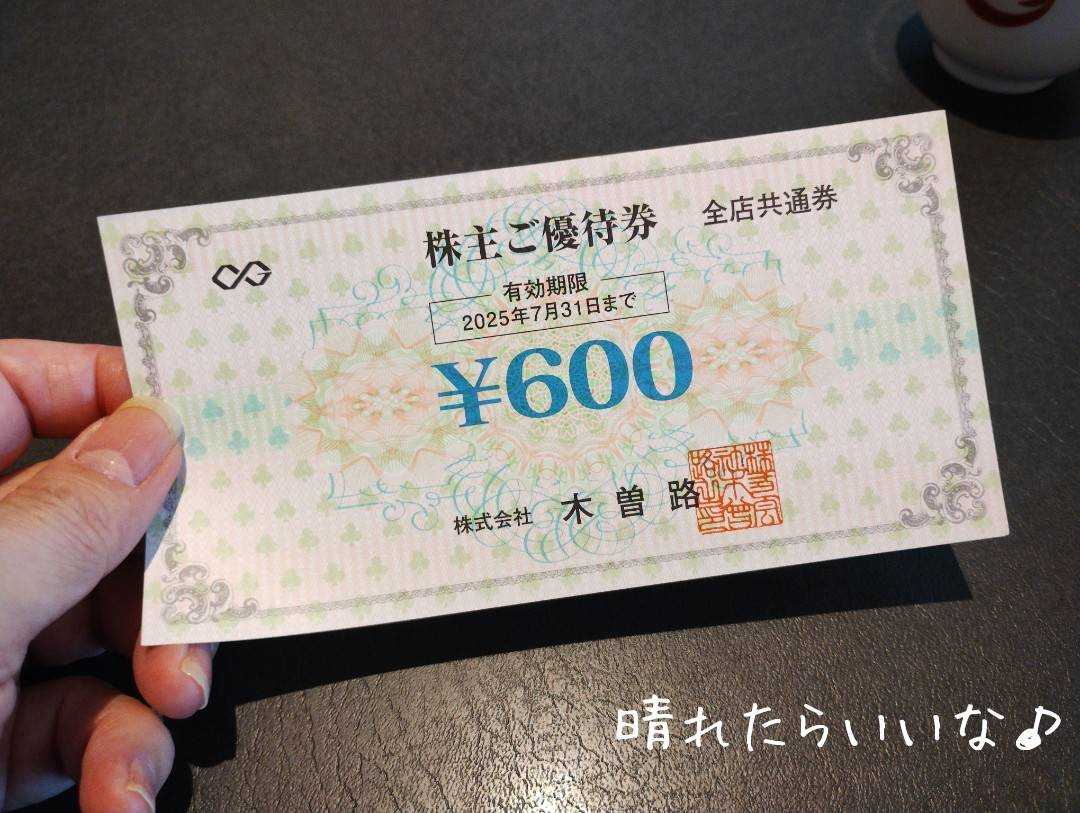 株主ご優待券
全店共通券
有効期限
2025年7月31日まで
¥600
株式会社 木曽路
晴れたらいいな♪